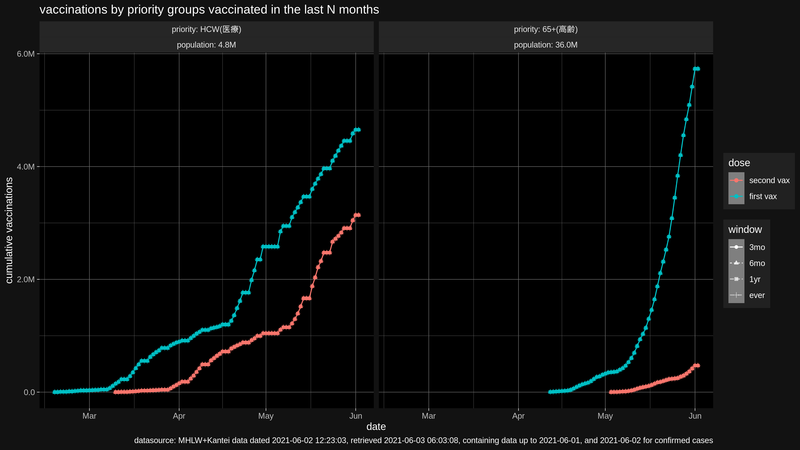 vaccinations by priority groups vaccinated in the last N months
priority: HCW(医療)
population: 4.8M
priority: 65+(高齢)
population: 36.0M
6.0M
4.0M
2.0M
0.0
cumulative vaccinations
Mar
Apr
May
Jun
Mar
Apr
May
Jun
date
dose
second vax
first vax
window
3mo
6mo
1yr
ever
datasource: MHLW+Kantei data dated 2021-06-02 12:23:03, retrieved 2021-06-03 06:03:08, containing data up to 2021-06-01, and 2021-06-02 for confirmed cases